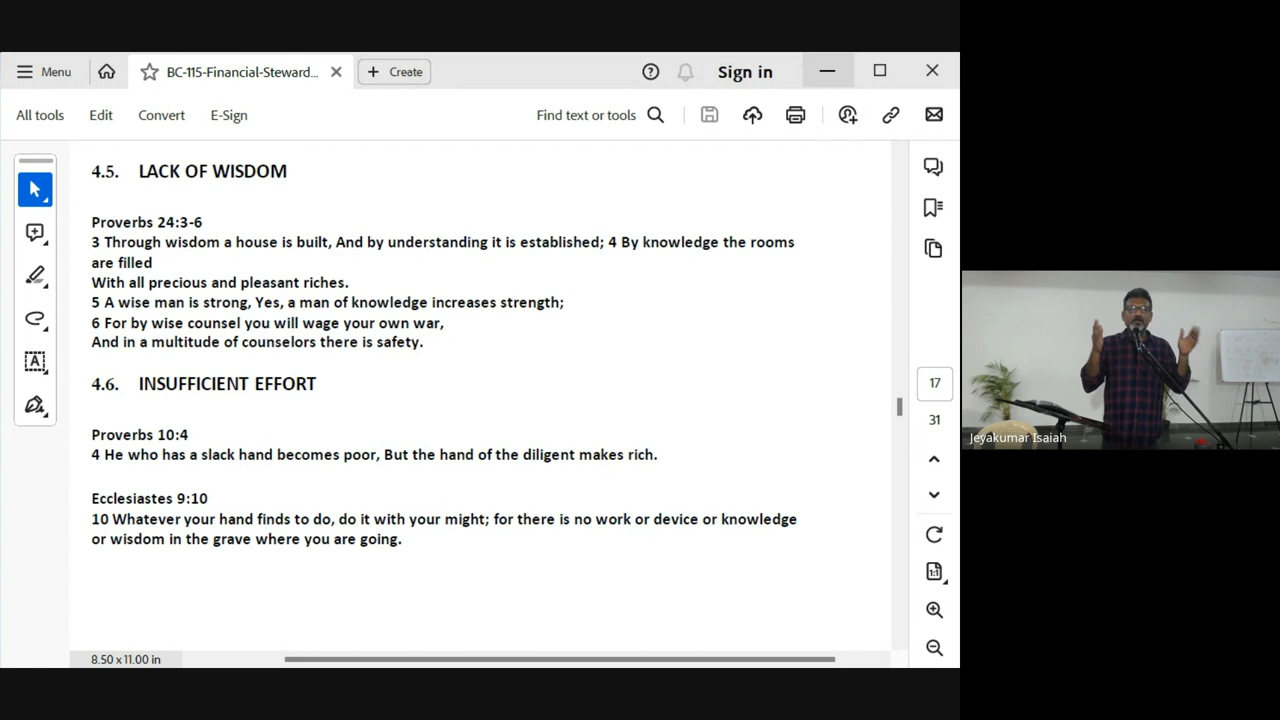 Menu
BC-115-Financial-Steward...
Create
Sign in
All tools
Edit
Convert
E-Sign
Find text or tools
4.5. LACK OF WISDOM
Proverbs 24:3-6
3 Through wisdom a house is built, And by understanding it is established; 4 By knowledge the rooms
are filled
With all precious and pleasant riches.
5 A wise man is strong, Yes, a man of knowledge increases strength;
6 For by wise counsel you will wage your own war,
And in a multitude of counselors there is safety.
4.6. INSUFFICIENT EFFORT
Proverbs 10:4
4 He who has a slack hand becomes poor, But the hand of the diligent makes rich.
Ecclesiastes 9:10
10 Whatever your hand finds to do, do it with your might; for there is no work or device or knowledge
or wisdom in the grave where you are going.
17
31
1:1
8.50 x 11.00 in
Jeyakumar Isaiah